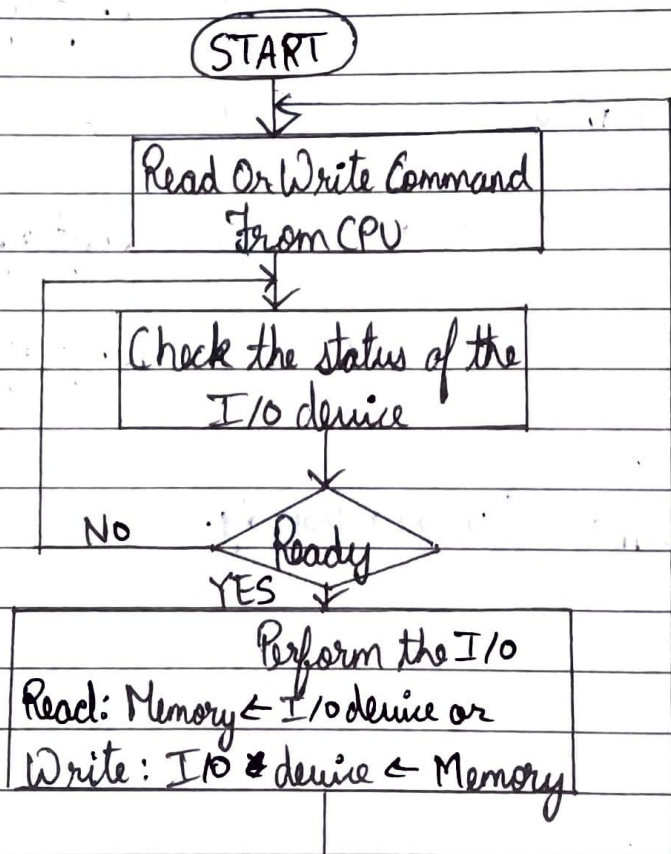 START
Read Or Write Command
From CPU
Check the status of the
I/O device
Ready
NO
YES
Perform the I/O
Read: Memory ← I/O device or
Write: I/O device ← Memory